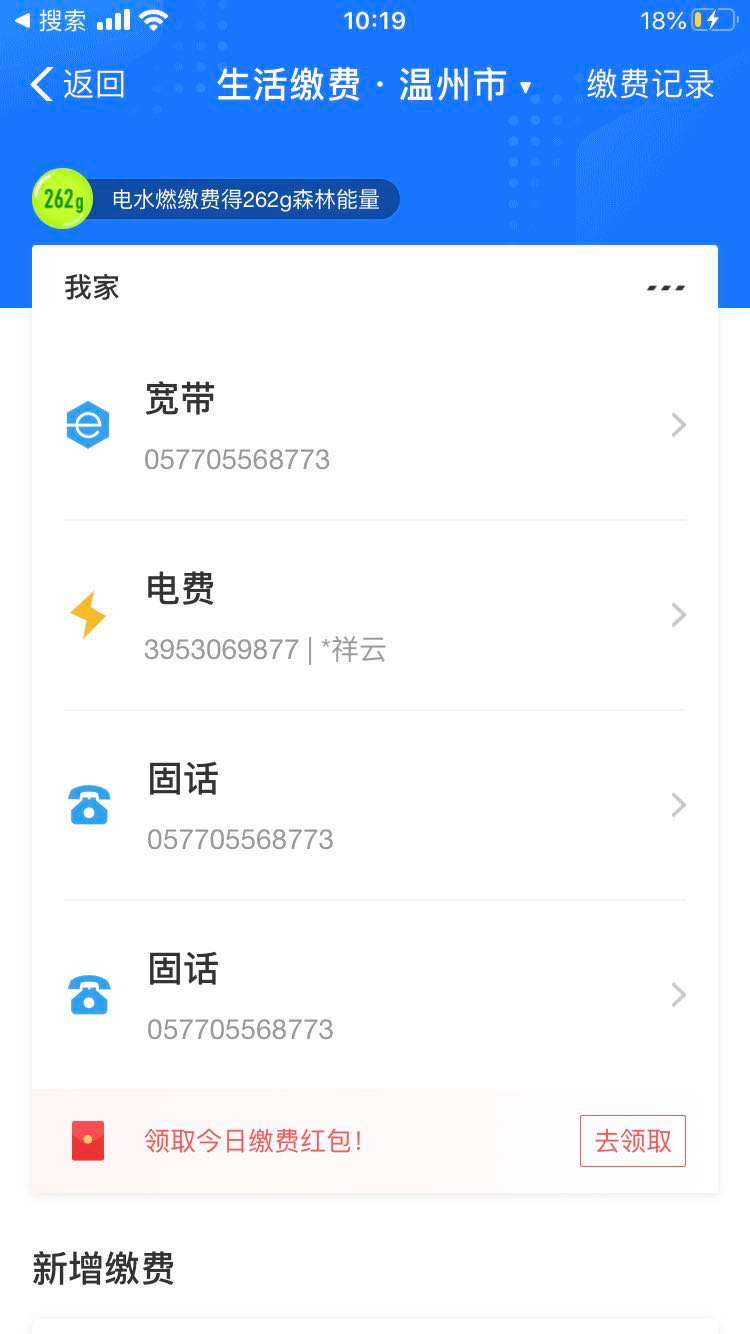 搜索 10:19 18%
返回 生活缴费 · 温州市 缴费记录
262g 电水燃缴费得262g森林能量
我家
宽带
057705568773
电费
3953069877 | *祥云
固话
057705568773
固话
057705568773
领取今日缴费红包! 去领取
新增缴费